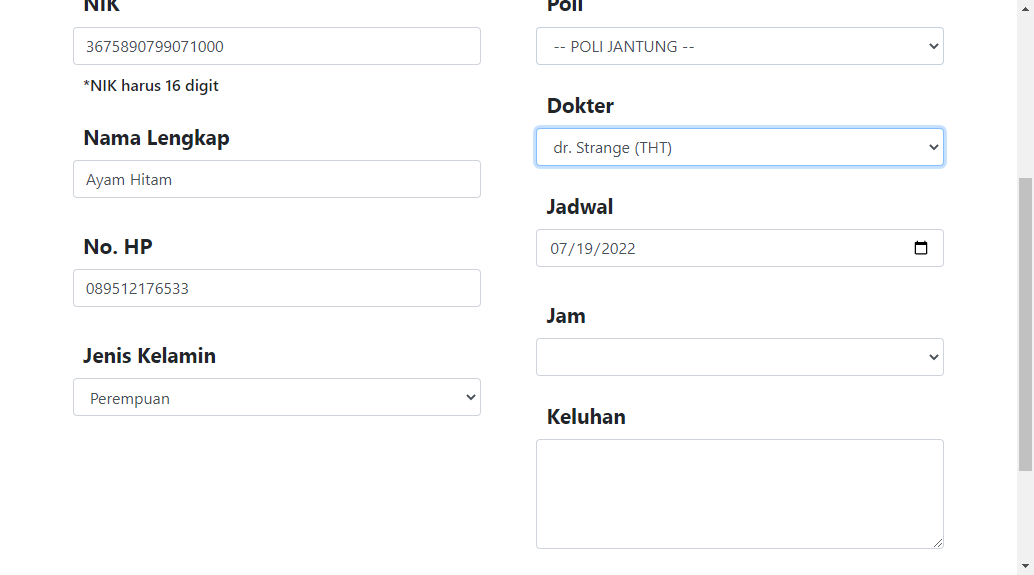 NIK
3675890799071000
*NIK harus 16 digit
Nama Lengkap
Ayam Hitam
No. HP
089512176533
Jenis Kelamin
Perempuan
Poli
-- POLI JANTUNG --
Dokter
dr. Strange (THT)
Jadwal
07/19/2022
Jam
Keluhan